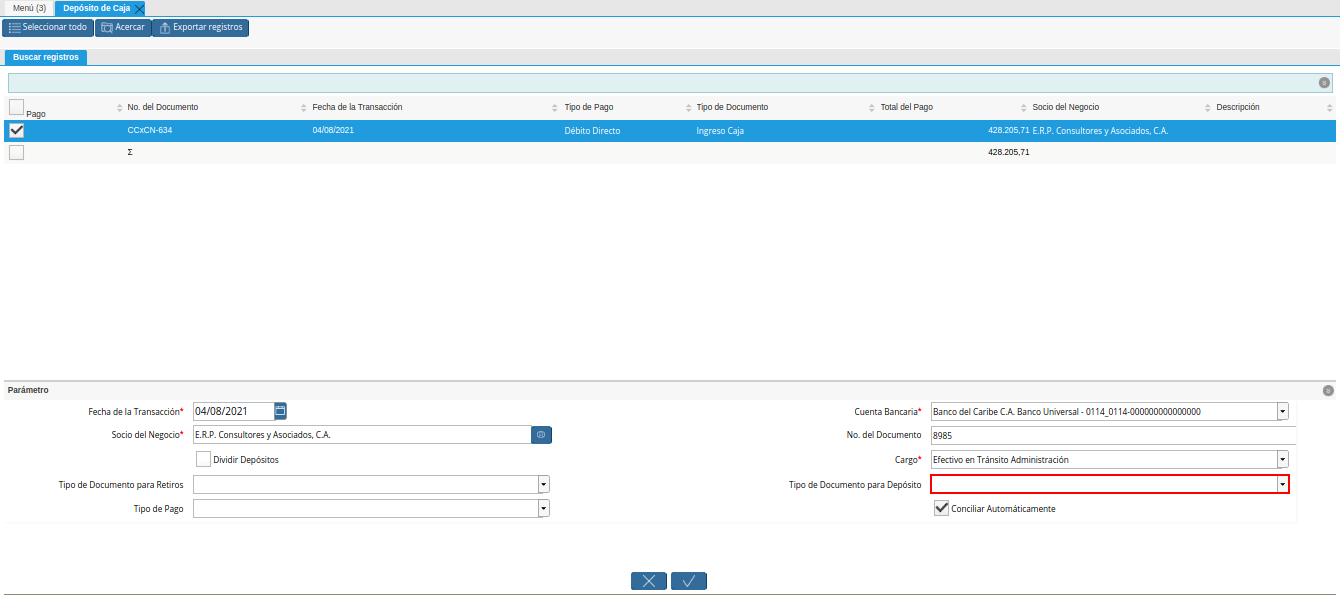 Menú (3) Depósito de Caja
Seleccionar todo Acercar Exportar registros
Buscar registros
Pago No. del Documento Fecha de la Transacción Tipo de Pago Tipo de Documento Total del Pago Socio del Negocio Descripción
CCxCN-634 04/08/2021 Débito Directo Ingreso Caja 428.205,71 E.R.P. Consultores y Asociados, C.A.
Σ 428.205,71
Parámetro
Fecha de la Transacción* 04/08/2021 Cuenta Bancaria* Banco del Caribe C.A. Banco Universal - 0114_0114-000000000000000
Socio del Negocio* E.R.P. Consultores y Asociados, C.A. No. del Documento 8985
Dividir Depósitos Cargo* Efectivo en Tránsito Administración
Tipo de Documento para Retiros Tipo de Documento para Depósito
Tipo de Pago Conciliar Automáticamente